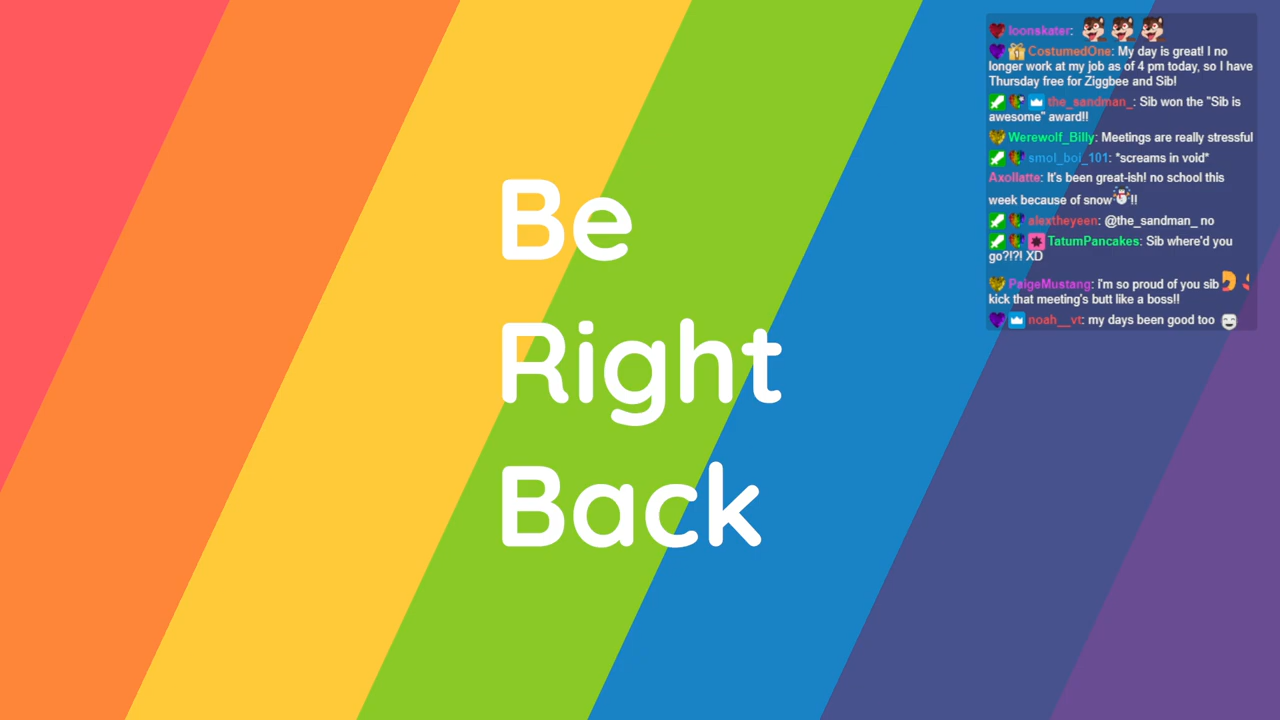 Be
Right
Back
loonskater:
CostumedOne: My day is great! I no
longer work at my job as of 4 pm today, so I have
Thursday free for Ziggbee and Sib!
the_sandman_: Sib won the "Sib is
awesome" award!!
Werewolf_Billy: Meetings are really stressful
smol_boi_101: *screams in void*
Axollatte: It's been great-ish! no school this
week because of snow !!
alextheyeen: @the_sandman_ no
TatumPancakes: Sib where'd you
go?!?! XD
PaigeMustang: i'm so proud of you sib
kick that meeting's butt like a boss!!
noah__vt: my days been good too